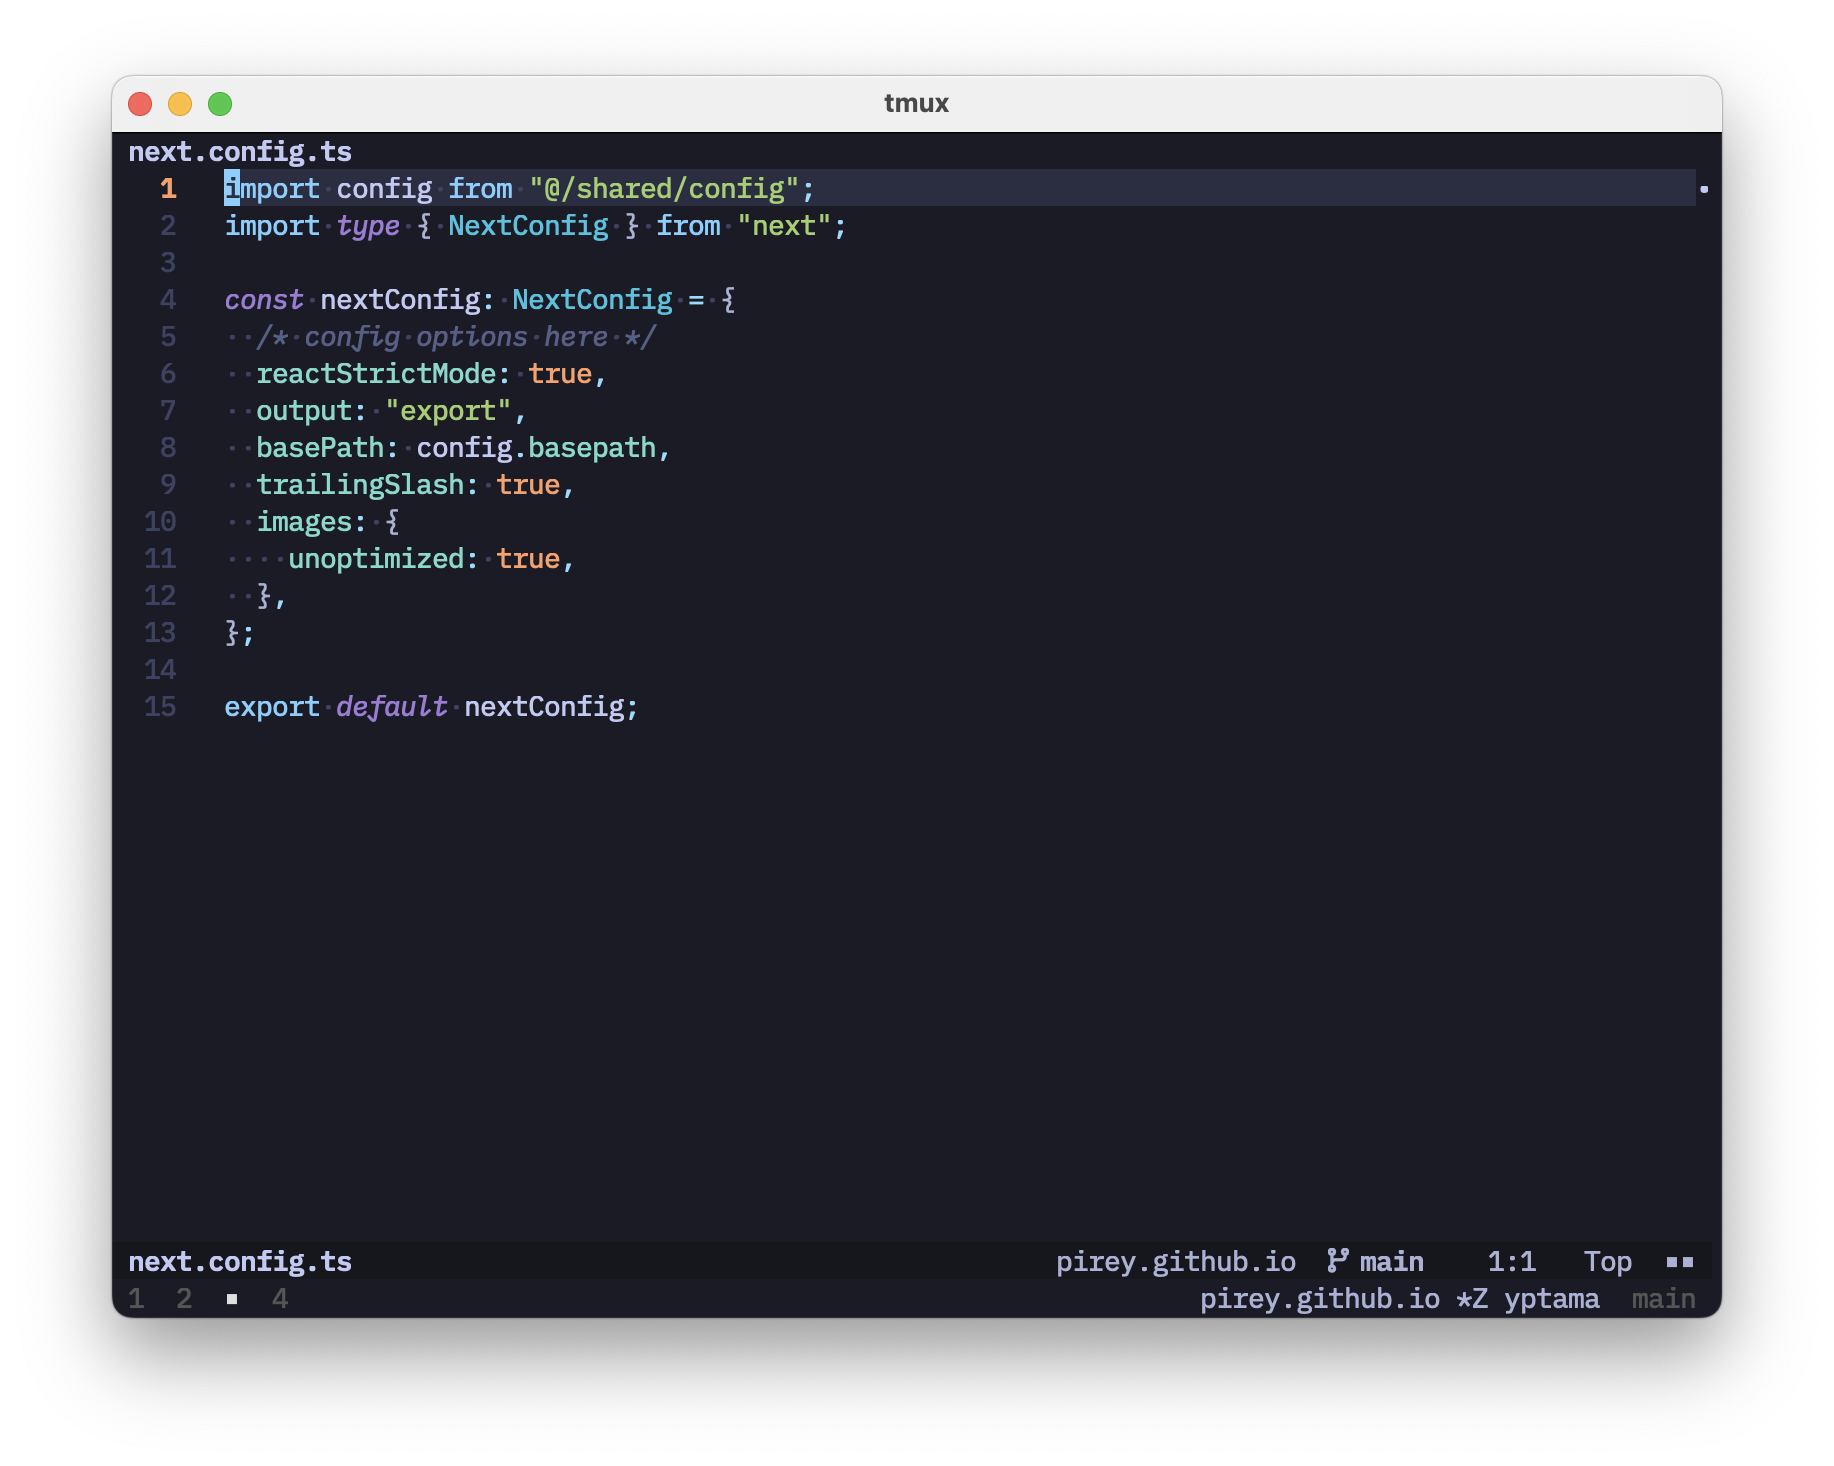 tmux
next.config.ts
1 import config from "@/shared/config";
2 import type { NextConfig } from "next";
3
4 const nextConfig: NextConfig = {
5   /* config options here */
6   reactStrictMode: true,
7   output: "export",
8   basePath: config.basepath,
9   trailingSlash: true,
10   images: {
11     unoptimized: true,
12   },
13 };
14
15 export default nextConfig;
next.config.ts pirey.github.io main 1:1 Top
1 2 4 pirey.github.io *Z yptama main